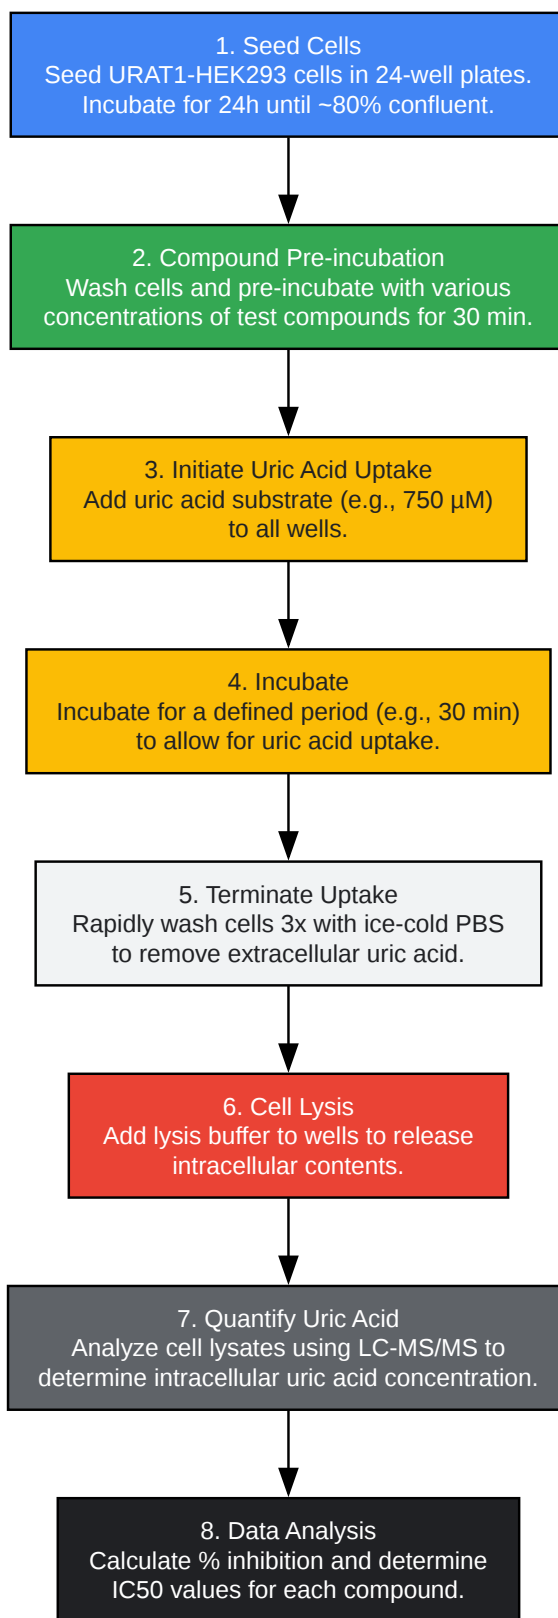 1. Seed Cells
Seed URAT1-HEK293 cells in 24-well plates.
Incubate for 24h until ~80% confluent.
2. Compound Pre-incubation
Wash cells and pre-incubate with various
concentrations of test compounds for 30 min.
3. Initiate Uric Acid Uptake
Add uric acid substrate (e.g., 750 µM)
to all wells.
4. Incubate
Incubate for a defined period (e.g., 30 min)
to allow for uric acid uptake.
5. Terminate Uptake
Rapidly wash cells 3x with ice-cold PBS
to remove extracellular uric acid.
6. Cell Lysis
Add lysis buffer to wells to release
intracellular contents.
7. Quantify Uric Acid
Analyze cell lysates using LC-MS/MS to
determine intracellular uric acid concentration.
8. Data Analysis
Calculate % inhibition and determine
IC50 values for each compound.